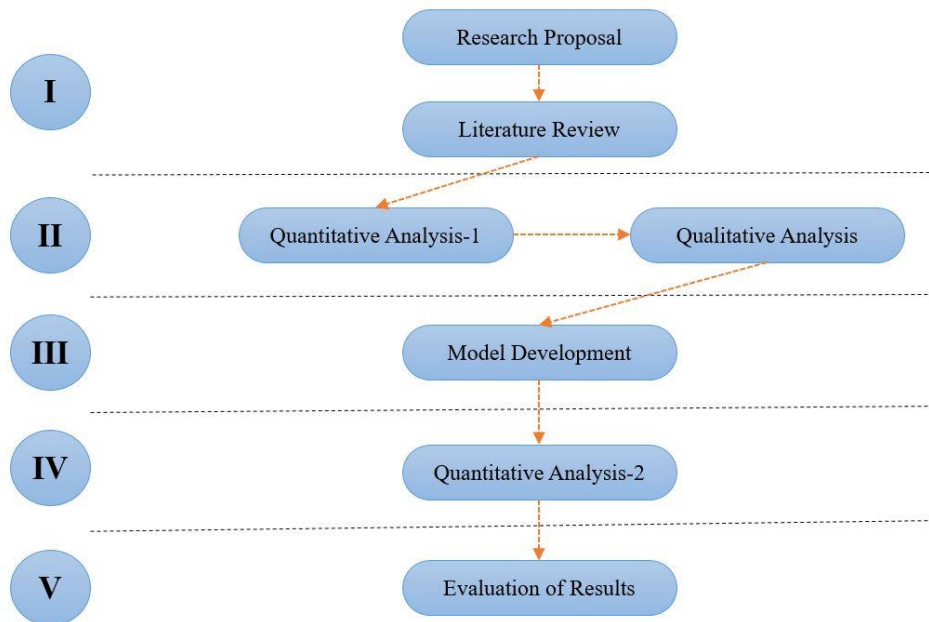 Research Proposal
I
Literature Review
II
Quantitative Analysis-1
Qualitative Analysis
III
Model Development
IV
Quantitative Analysis-2
V
Evaluation of Results